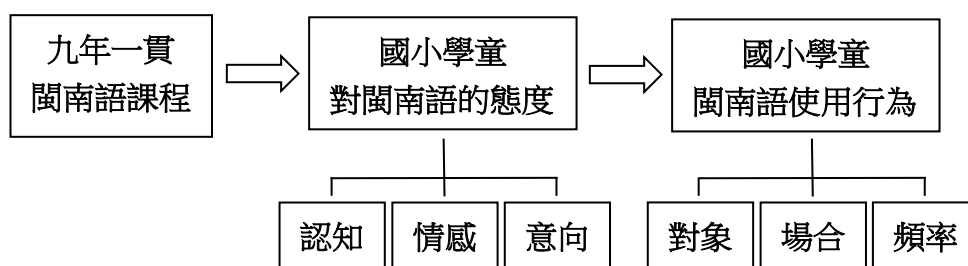 九年一貫
閩南語課程
國小學童
對閩南語的態度
國小學童
閩南語使用行為
認知
情感
意向
對象
場合
頻率